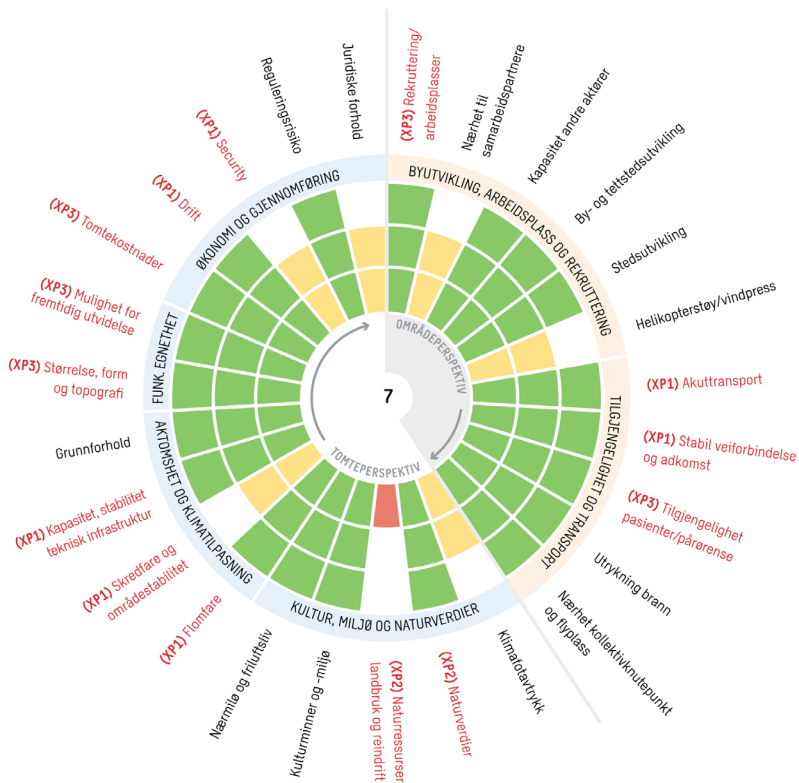 (XP3) Rekruttering/
arbeidsplasser
Nærhet til
samarbeidspartnere
Kapasitet andre aktører
By- og tettstedsutvikling
Stedsutvikling
Helikopterstøy/vindpress
(XP1) Akuttransport
(XP1) Stabil veiforbindelse
og adkomst
(XP3) Tilgjengelighet
pasienter/pårørense
Utrykning brann
Nærhet kollektivknutepunkt
og flyplass
Klimafotavtrykk
(XP2) Naturverdier
(XP2) Naturressurser
landbruk og reindrift
Kulturminner og -miljø
Nærmilø og friluftsliv
(XP1) Flomfare
(XP1) Skredfare og
områdestabilitet
(XP1) Kapasitet, stabilitet
teknisk infrastruktur
Grunnforhold
(XP3) Størrelse, form
og topografi
(XP3) Mulighet for
fremtidig utvidelse
(XP3) Tomtekostnader
(XP1) Drift
(XP1) Security
Reguleringsrisiko
Juridiske forhold
BYUTVIKLING, ARBEIDSPLASS OG REKRUTTERING
TILGJENGELIGHET OG TRANSPORT
KULTUR, MILJØ OG NATURVERDIER
AKTOMSHET OG KLIMATILPASNING
FUNK. EGNETHET
ØKONOMI OG GJENNOMFØRING
OMRÅDEPERSPEKTIV
TOMTEPERSPEKTIV
7